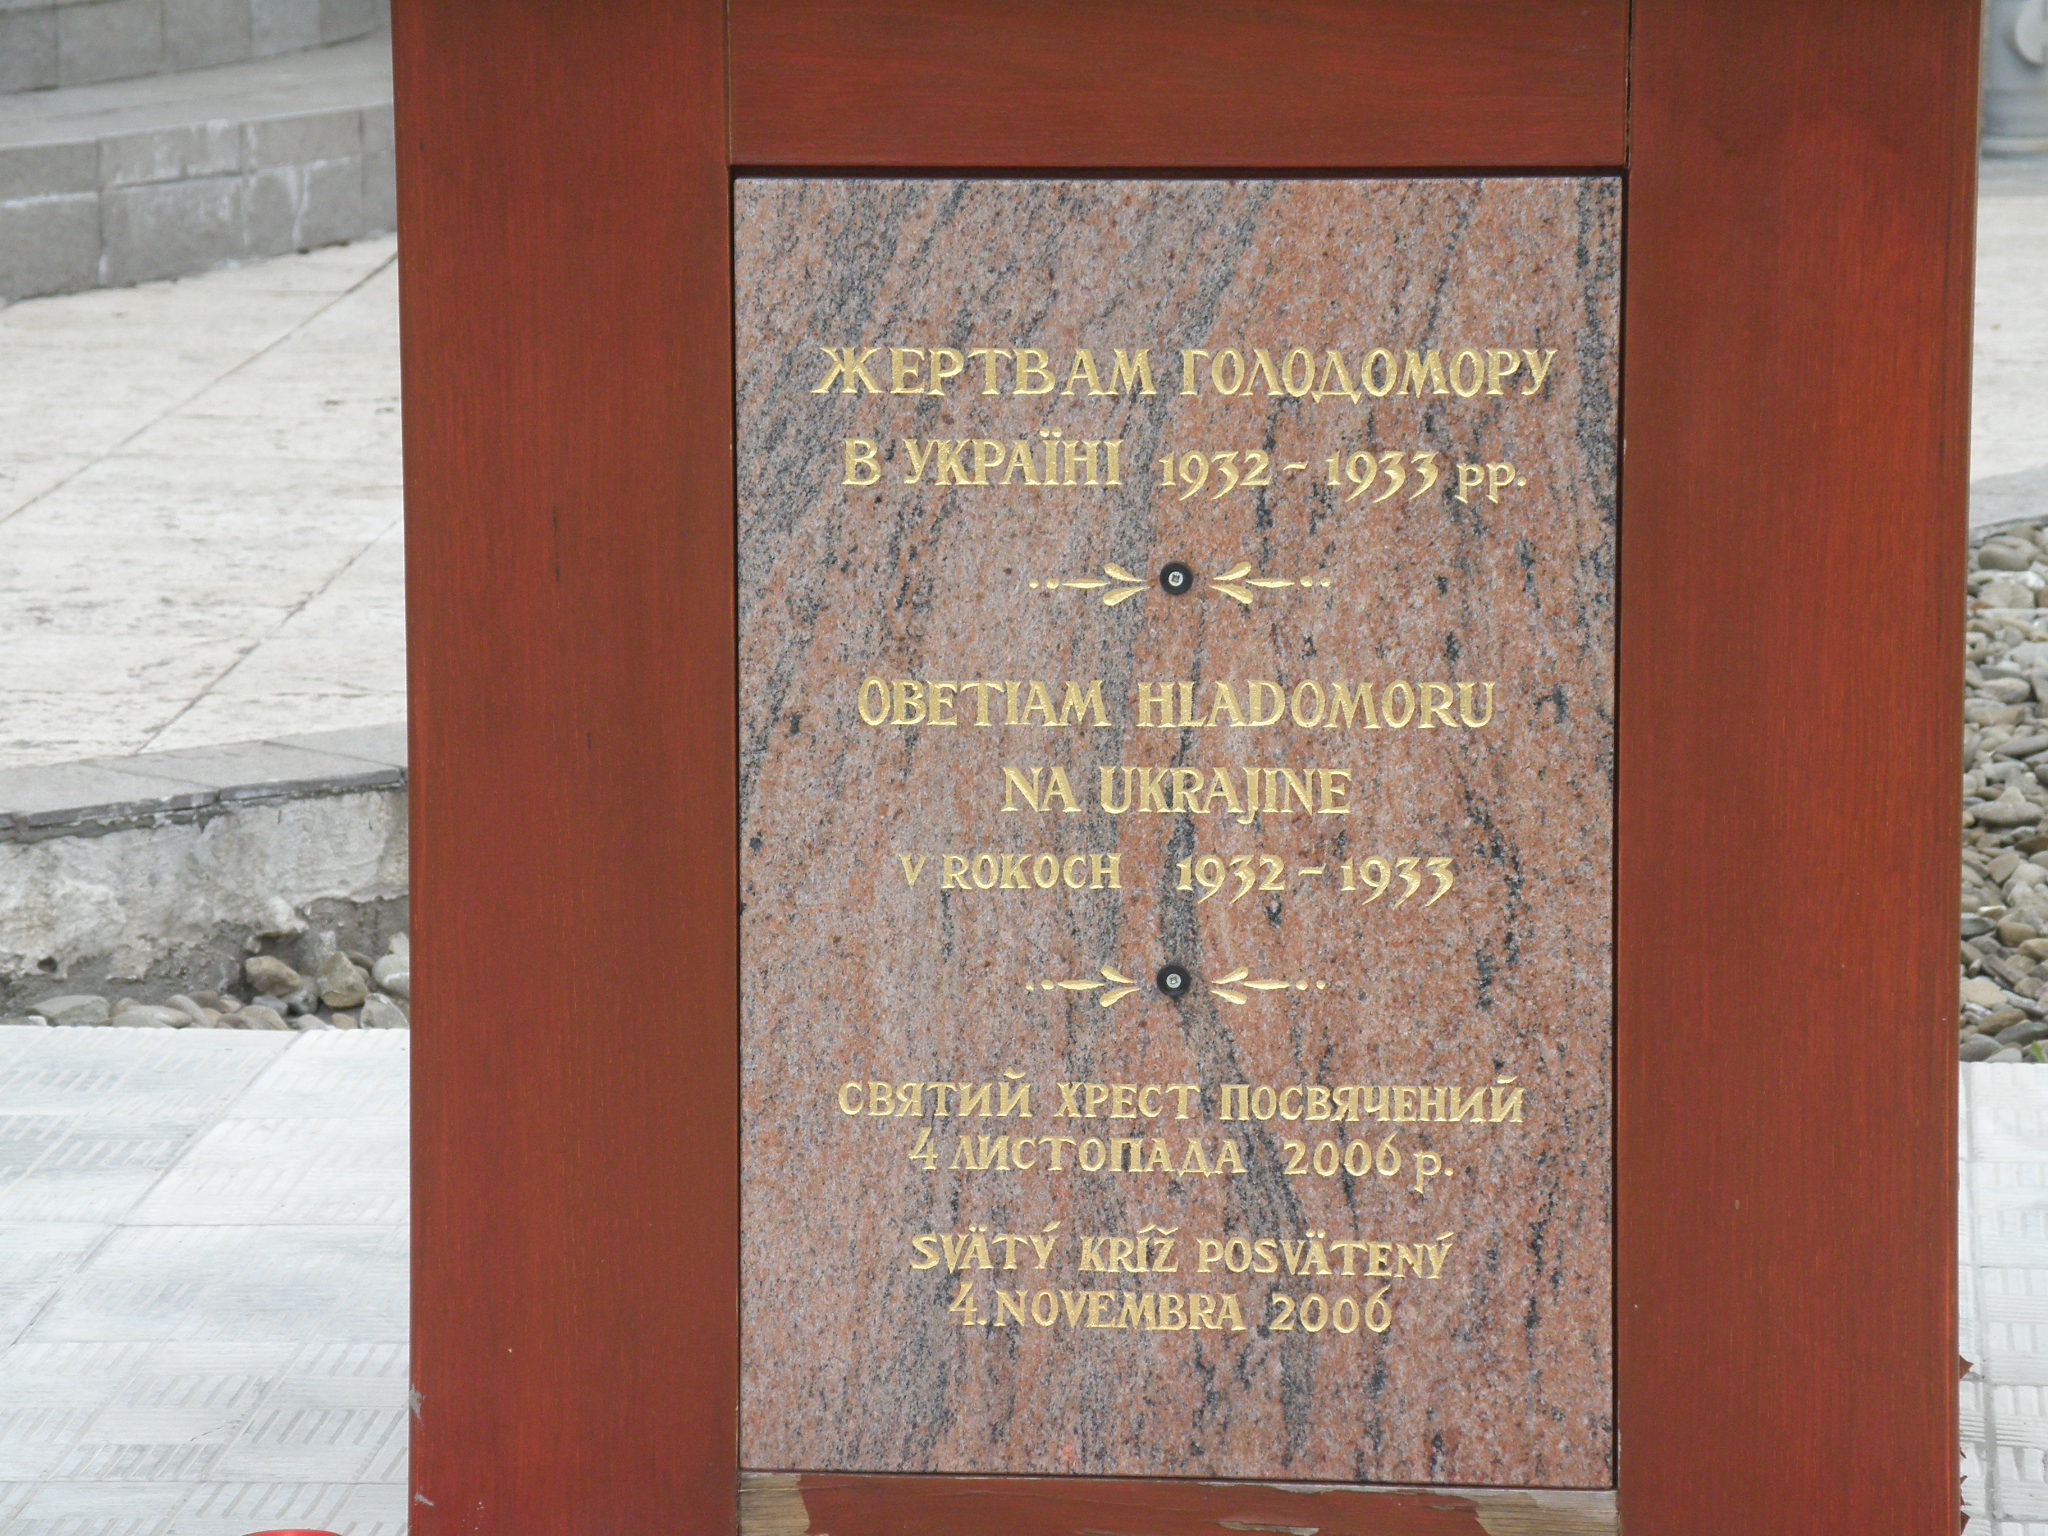 ЖЕРТВАМ ГОЛОДОМОРУ
В УКРАЇНІ 1932 - 1933 рр.
OBETIAM HLADOMORU
NA UKRAJINE
V ROKOCH 1932 - 1933
СВЯТИЙ ХРЕСТ ПОСВЯЧЕНИЙ
4 ЛИСТОПАДА 2006 р.
SVÄTÝ KRÍŽ POSVÄTENÝ
4. NOVEMBRA 2006